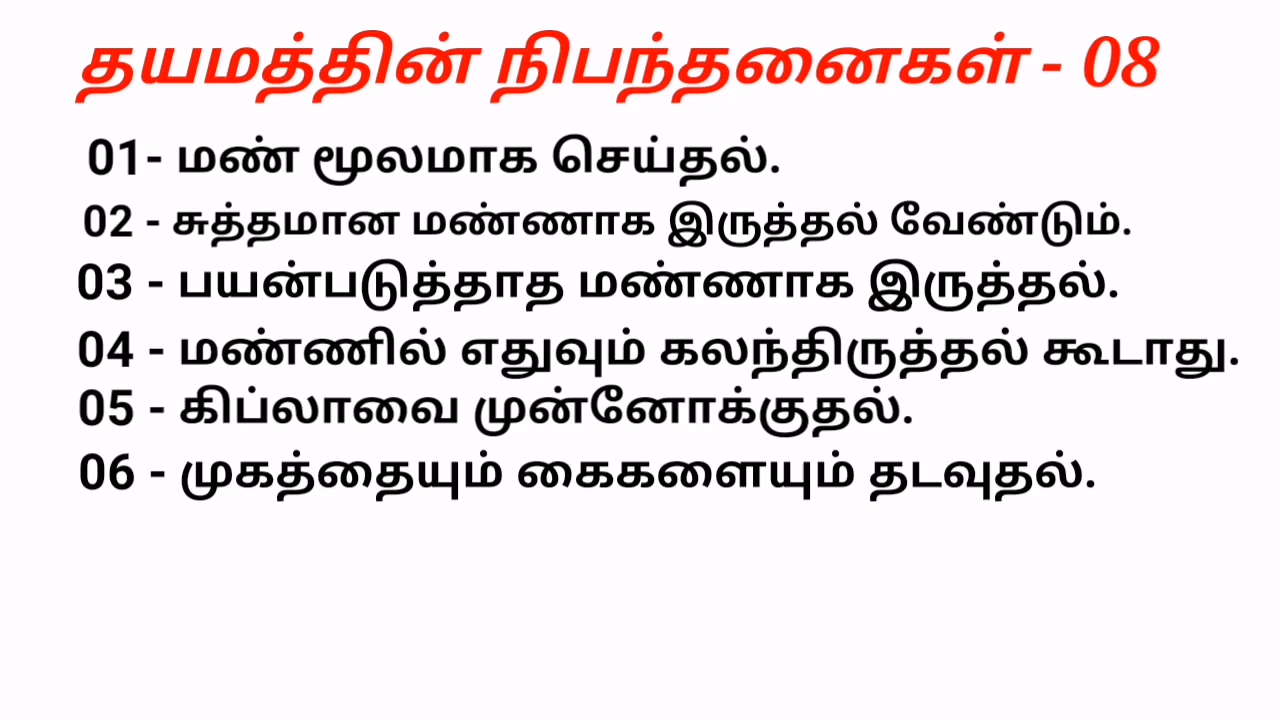 தயமத்தின் நிபந்தனைகள் - 08
01- மண் மூலமாக செய்தல்.
02 - சுத்தமான மண்ணாக இருத்தல் வேண்டும்.
03 - பயன்படுத்தாத மண்ணாக இருத்தல்.
04 - மண்ணில் எதுவும் கலந்திருத்தல் கூடாது.
05 - கிப்லாவை முன்னோக்குதல்.
06 - முகத்தையும் கைகளையும் தடவுதல்.